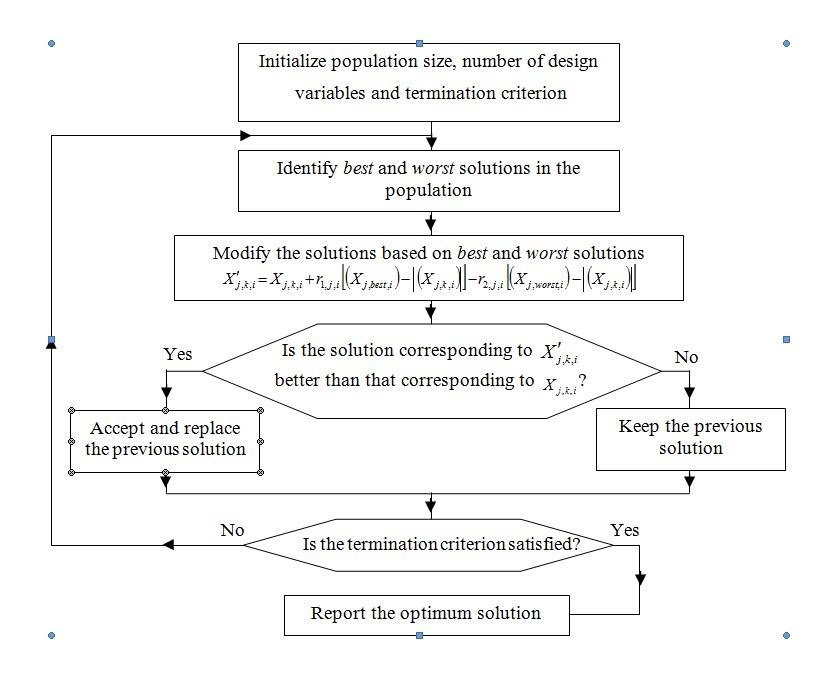 Initialize population size, number of design
variables and termination criterion
Identify best and worst solutions in the
population
Modify the solutions based on best and worst solutions
X′j,k,i=Xj,k,i+r1,j,i[(Xj,best,i)−|(Xj,k,i)|]−r2,j,i[(Xj,worst,i)−|(Xj,k,i)|]
Yes
Is the solution corresponding to X′j,k,i
better than that corresponding to Xj,k,i?
No
Accept and replace
the previous solution
Keep the previous
solution
No
Is the termination criterion satisfied?
Yes
Report the optimum solution